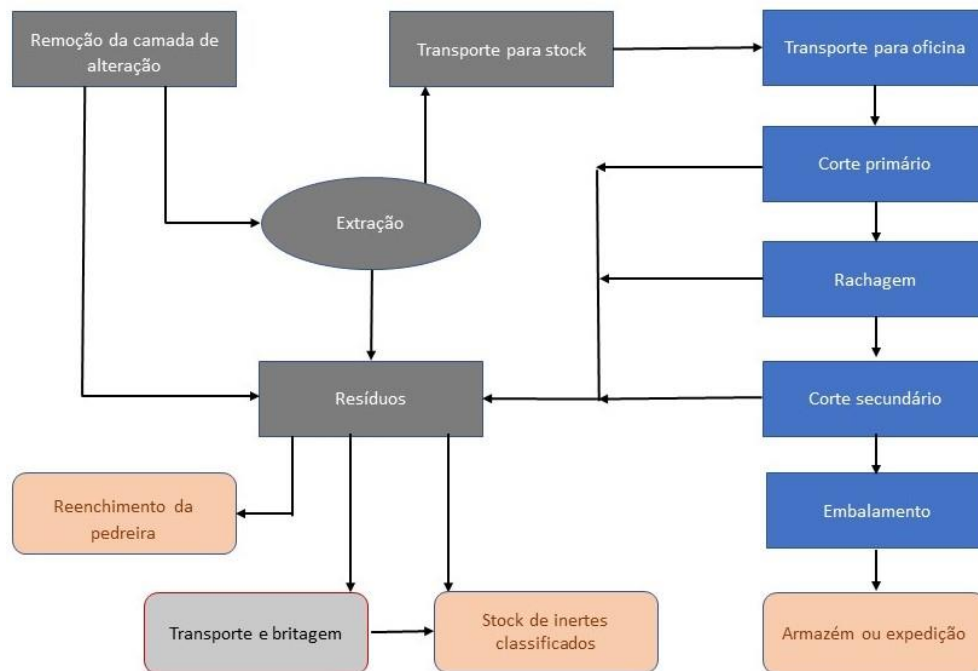 Remoção da camada de
alteração
Transporte para stock
Transporte para oficina
Corte primário
Extração
Rachagem
Resíduos
Corte secundário
Reenchimento da
pedreira
Embalamento
Transporte e britagem
Stock de inertes
classificados
Armazém ou expedição